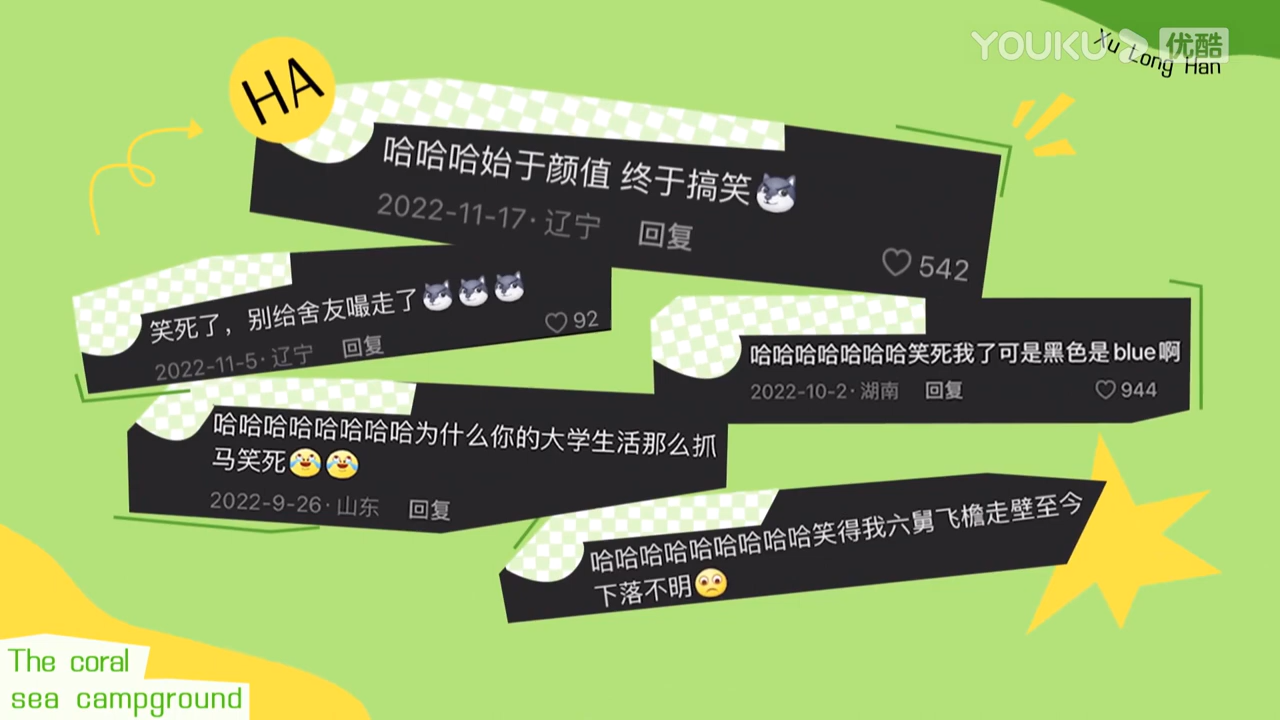 YOUKU 优酷
Xu Long Han
HA
哈哈哈始于颜值 终于搞笑
2022-11-17·辽宁 回复
542
笑死了，别给舍友嘬走了
2022-11-5·辽宁 回复
92
哈哈哈哈哈哈哈笑死我了可是黑色是blue啊
2022-10-2·湖南 回复
944
哈哈哈哈哈哈哈哈为什么你的大学生活那么抓
马笑死
2022-9-26·山东 回复
哈哈哈哈哈哈哈哈哈笑得我六舅飞檐走壁至今
下落不明
The coral
sea campground